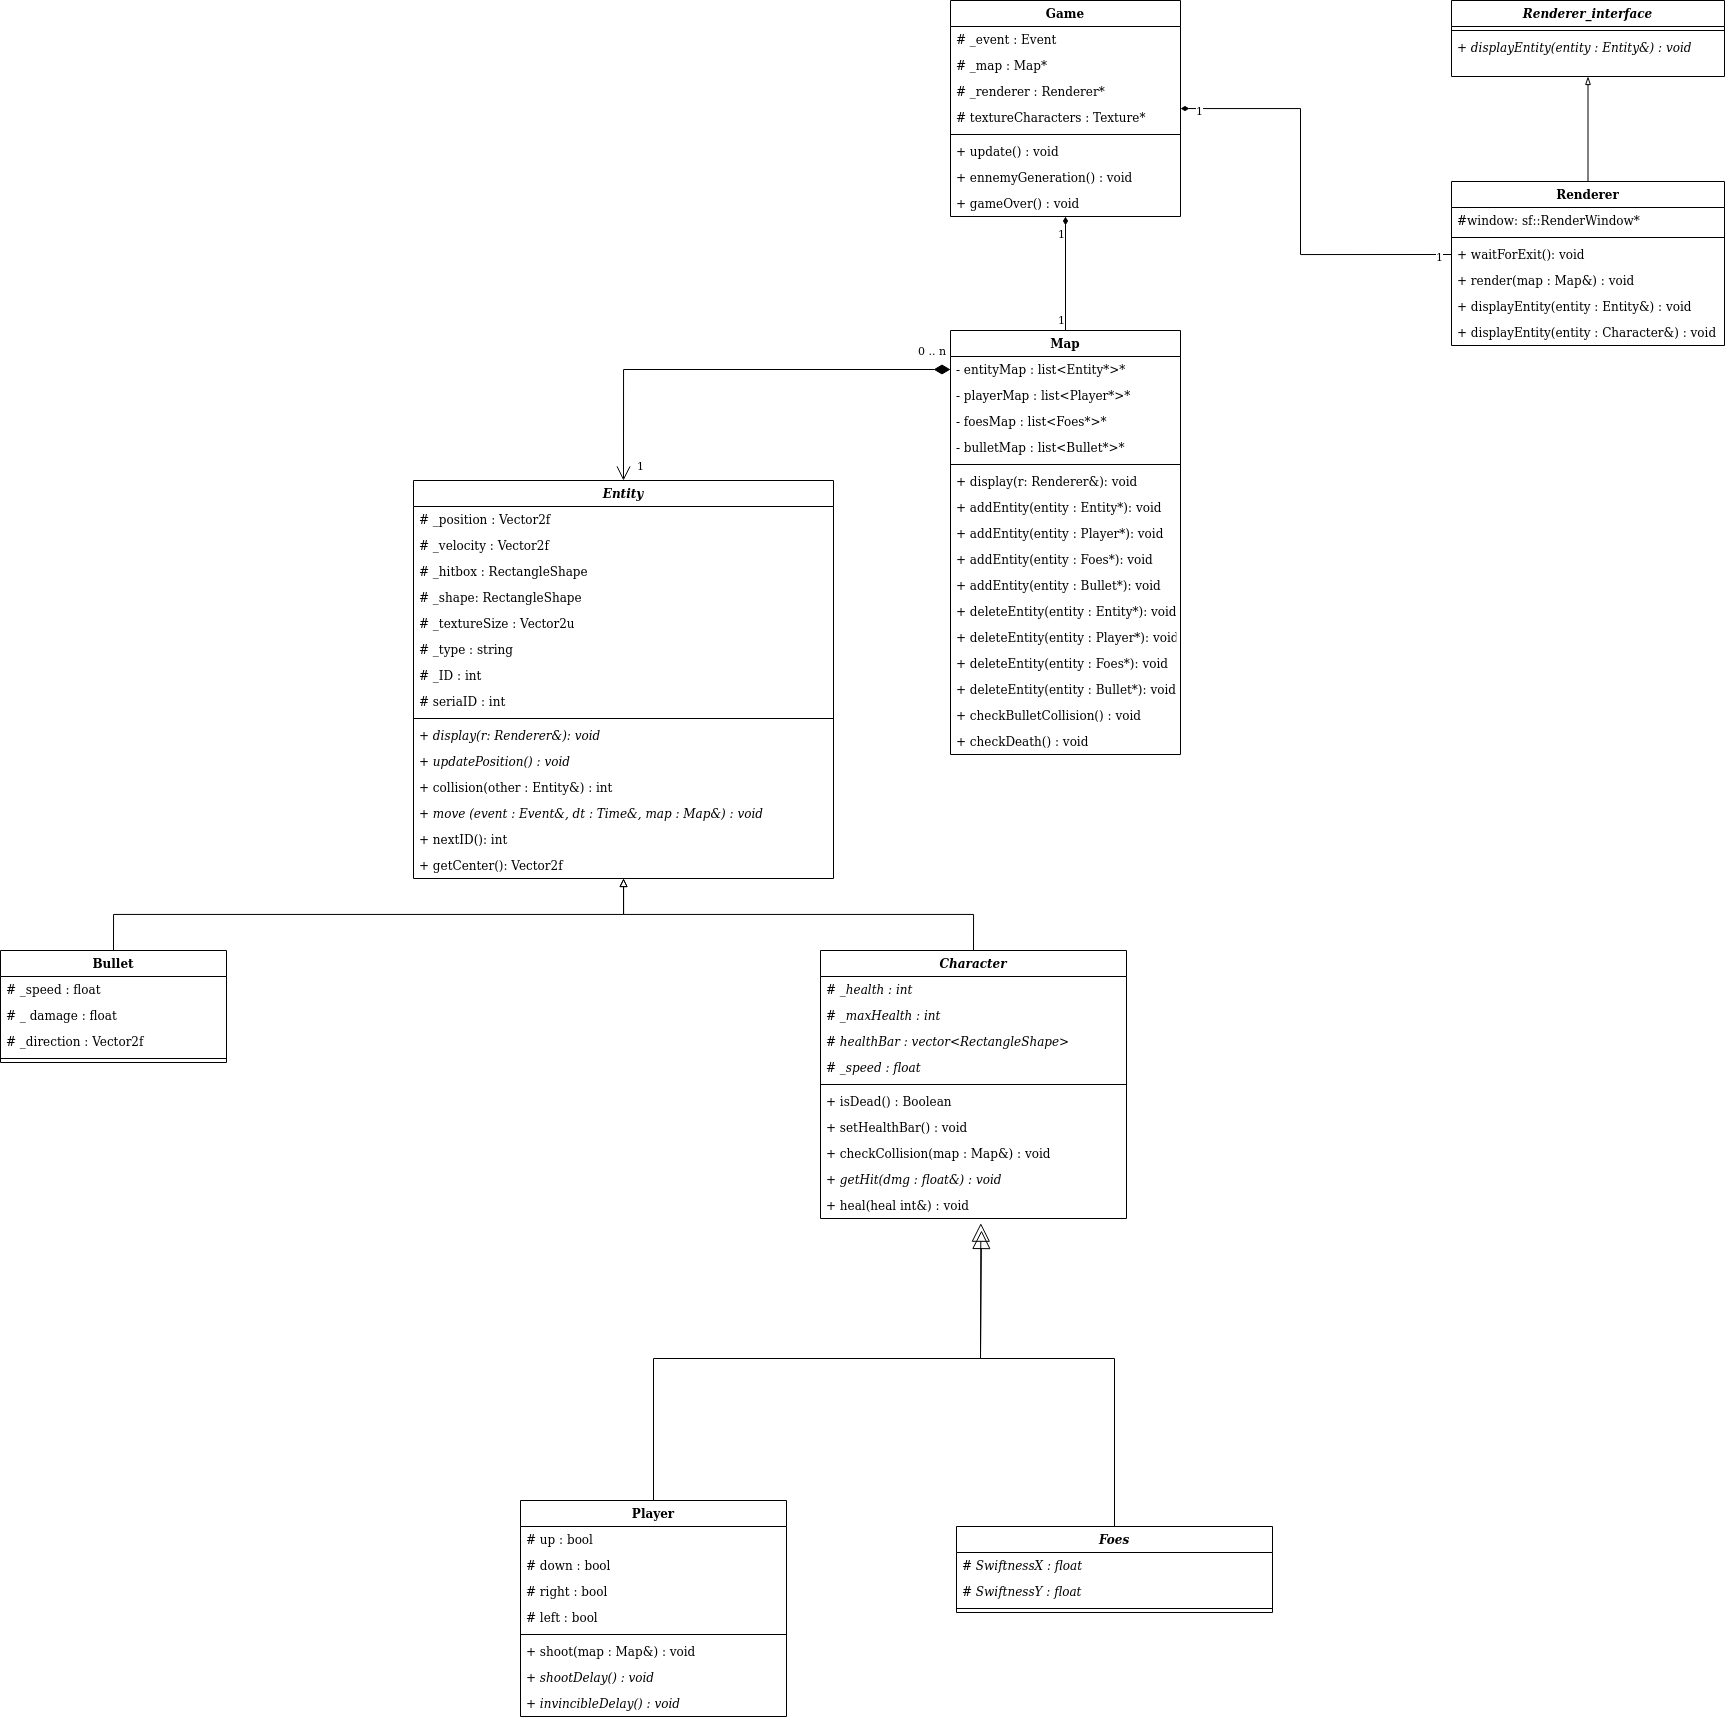 Game
# _event : Event
# _map : Map*
# _renderer : Renderer*
# textureCharacters : Texture*
+ update() : void
+ ennemyGeneration() : void
+ gameOver() : void
1
1
Renderer_interface
+ displayEntity(entity : Entity&) : void
Renderer
#window: sf::RenderWindow*
+ waitForExit(): void
+ render(map : Map&) : void
+ displayEntity(entity : Entity&) : void
+ displayEntity(entity : Character&) : void
1
1
Map
- entityMap : list<Entity*>*
- playerMap : list<Player*>*
- foesMap : list<Foes*>*
- bulletMap : list<Bullet*>*
+ display(r: Renderer&): void
+ addEntity(entity : Entity*): void
+ addEntity(entity : Player*): void
+ addEntity(entity : Foes*): void
+ addEntity(entity : Bullet*): void
+ deleteEntity(entity : Entity*): void
+ deleteEntity(entity : Player*): void
+ deleteEntity(entity : Foes*): void
+ deleteEntity(entity : Bullet*): void
+ checkBulletCollision() : void
+ checkDeath() : void
0 .. n
1
Entity
# _position : Vector2f
# _velocity : Vector2f
# _hitbox : RectangleShape
# _shape: RectangleShape
# _textureSize : Vector2u
# _type : string
# _ID : int
# seriaID : int
+ display(r: Renderer&): void
+ updatePosition() : void
+ collision(other : Entity&) : int
+ move (event : Event&, dt : Time&, map : Map&) : void
+ nextID(): int
+ getCenter(): Vector2f
Bullet
# _speed : float
# _ damage : float
# _direction : Vector2f
Character
# _health : int
# _maxHealth : int
# healthBar : vector<RectangleShape>
# _speed : float
+ isDead() : Boolean
+ setHealthBar() : void
+ checkCollision(map : Map&) : void
+ getHit(dmg : float&) : void
+ heal(heal int&) : void
Player
# up : bool
# down : bool
# right : bool
# left : bool
+ shoot(map : Map&) : void
+ shootDelay() : void
+ invincibleDelay() : void
Foes
# SwiftnessX : float
# SwiftnessY : float